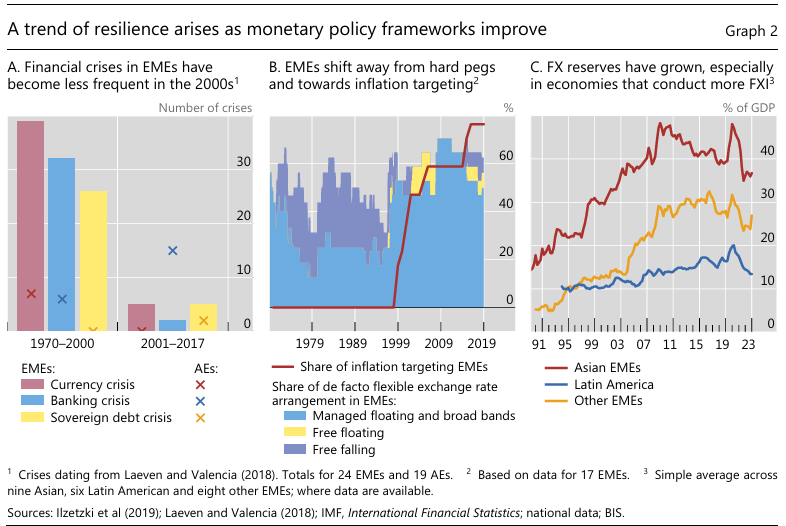 A trend of resilience arises as monetary policy frameworks improve
Graph 2
A. Financial crises in EMEs have
become less frequent in the 2000s¹
Number of crises
30
20
10
0
1970–2000
2001–2017
EMEs:
AEs:
Currency crisis
Banking crisis
Sovereign debt crisis
B. EMEs shift away from hard pegs
and towards inflation targeting²
%
60
40
20
0
1979
1989
1999
2009
2019
Share of inflation targeting EMEs
Share of de facto flexible exchange rate
arrangement in EMEs:
Managed floating and broad bands
Free floating
Free falling
C. FX reserves have grown, especially
in economies that conduct more FXI³
% of GDP
40
30
20
10
0
91
95
99
03
07
11
15
19
23
Asian EMEs
Latin America
Other EMEs
¹ Crises dating from Laeven and Valencia (2018). Totals for 24 EMEs and 19 AEs. ² Based on data for 17 EMEs. ³ Simple average across
nine Asian, six Latin American and eight other EMEs; where data are available.
Sources: Ilzetzki et al (2019); Laeven and Valencia (2018); IMF, International Financial Statistics; national data; BIS.